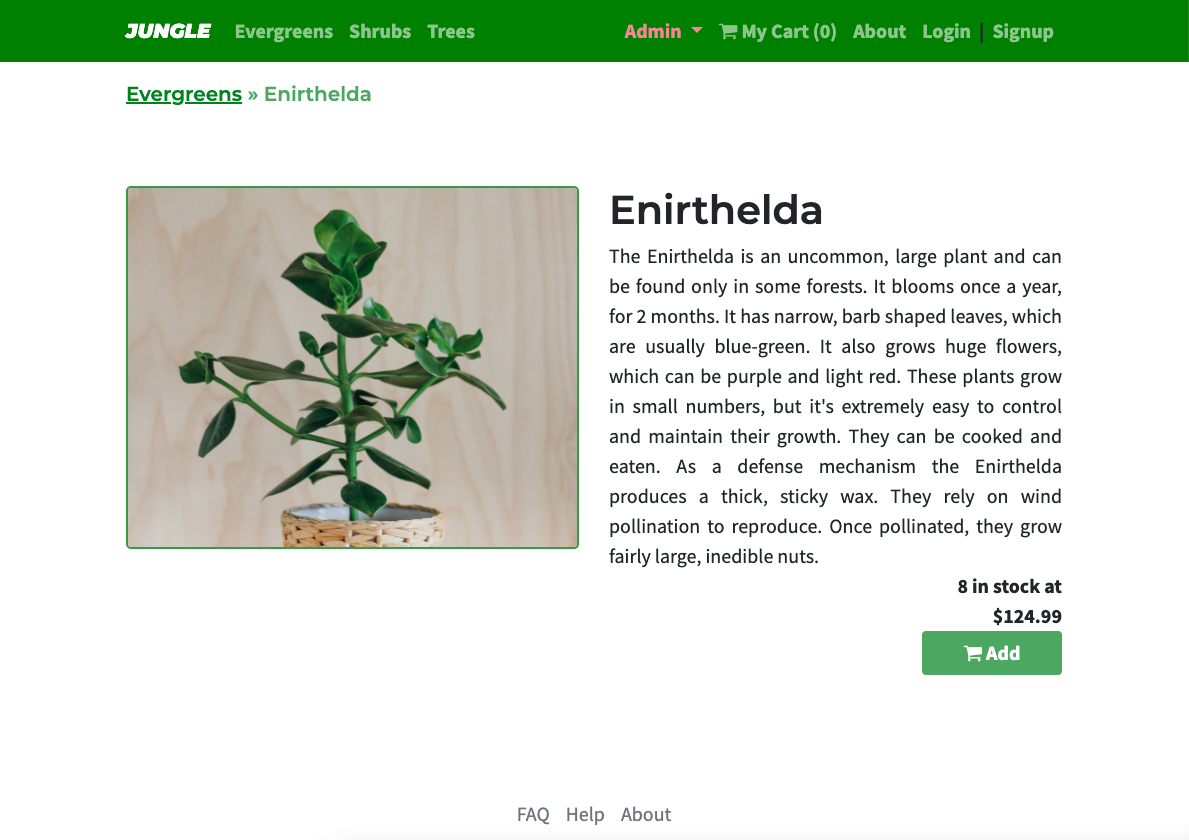 JUNGLE Evergreens Shrubs Trees Admin My Cart (0) About Login | Signup
Evergreens » Enirthelda
Enirthelda
The Enirthelda is an uncommon, large plant and can
be found only in some forests. It blooms once a year,
for 2 months. It has narrow, barb shaped leaves, which
are usually blue-green. It also grows huge flowers,
which can be purple and light red. These plants grow
in small numbers, but it's extremely easy to control
and maintain their growth. They can be cooked and
eaten. As a defense mechanism the Enirthelda
produces a thick, sticky wax. They rely on wind
pollination to reproduce. Once pollinated, they grow
fairly large, inedible nuts.
8 in stock at
$124.99
Add
FAQ Help About